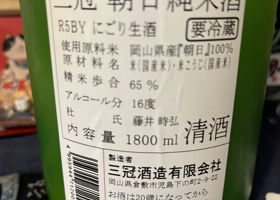 三冠 朝日純米酒
R5BY にごり生酒 要冷蔵
使用原料米 岡山県産『朝日』100%
原材料名 米(国産米)・米こうじ(国産米)
精米歩合 65%
アルコール分 16度
氏 藤井 時弘
内容量 1800ml 清酒
製造者
三冠酒造有限会社
岡山県倉敷市児島下の町2-9-22
お酒は20歳になってから